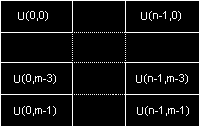 U(0,0) U(n-1,0)
U(0,m-3) U(n-1,m-3)
U(0,m-1) U(n-1,m-1)